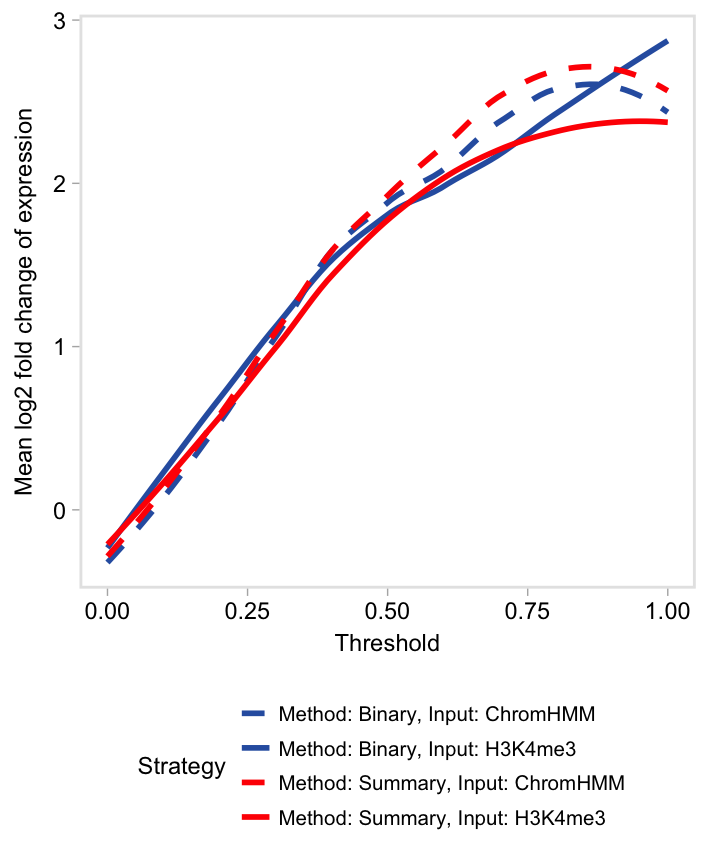 3
2
1
0
Mean log2 fold change of expression
0.00 0.25 0.50 0.75 1.00
Threshold
Strategy
Method: Binary, Input: ChromHMM
Method: Binary, Input: H3K4me3
Method: Summary, Input: ChromHMM
Method: Summary, Input: H3K4me3